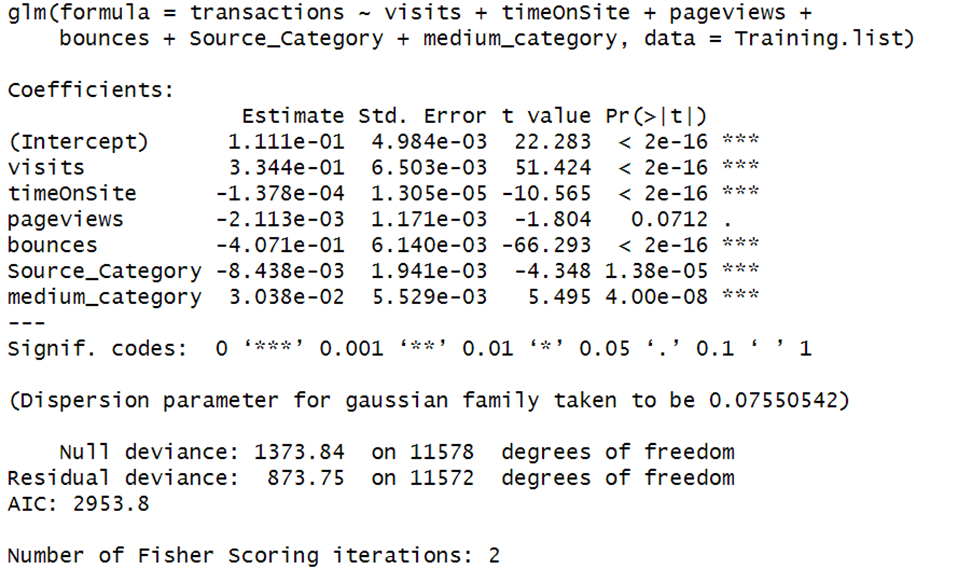 glm(formula = transactions ~ visits + timeOnSite + pageviews +
    bounces + Source_Category + medium_category, data = Training.list)

Coefficients:
                  Estimate Std. Error t value Pr(>|t|)
(Intercept)      1.111e-01  4.984e-03  22.283  < 2e-16 ***
visits           3.344e-01  6.503e-03  51.424  < 2e-16 ***
timeOnSite      -1.378e-04  1.305e-05 -10.565  < 2e-16 ***
pageviews       -2.113e-03  1.171e-03  -1.804   0.0712 .
bounces         -4.071e-01  6.140e-03 -66.293  < 2e-16 ***
Source_Category -8.438e-03  1.941e-03  -4.348 1.38e-05 ***
medium_category  3.038e-02  5.529e-03   5.495 4.00e-08 ***
---
Signif. codes:  0 ‘***’ 0.001 ‘**’ 0.01 ‘*’ 0.05 ‘.’ 0.1 ‘ ’ 1

(Dispersion parameter for gaussian family taken to be 0.07550542)

    Null deviance: 1373.84  on 11578  degrees of freedom
Residual deviance:  873.75  on 11572  degrees of freedom
AIC: 2953.8

Number of Fisher Scoring iterations: 2